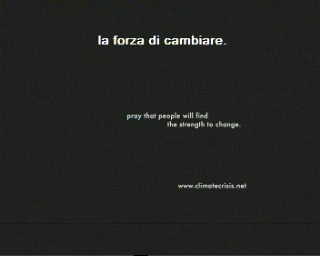 la forza di cambiare.
pray that people will find
the strength to change.
www.climatecrisis.net